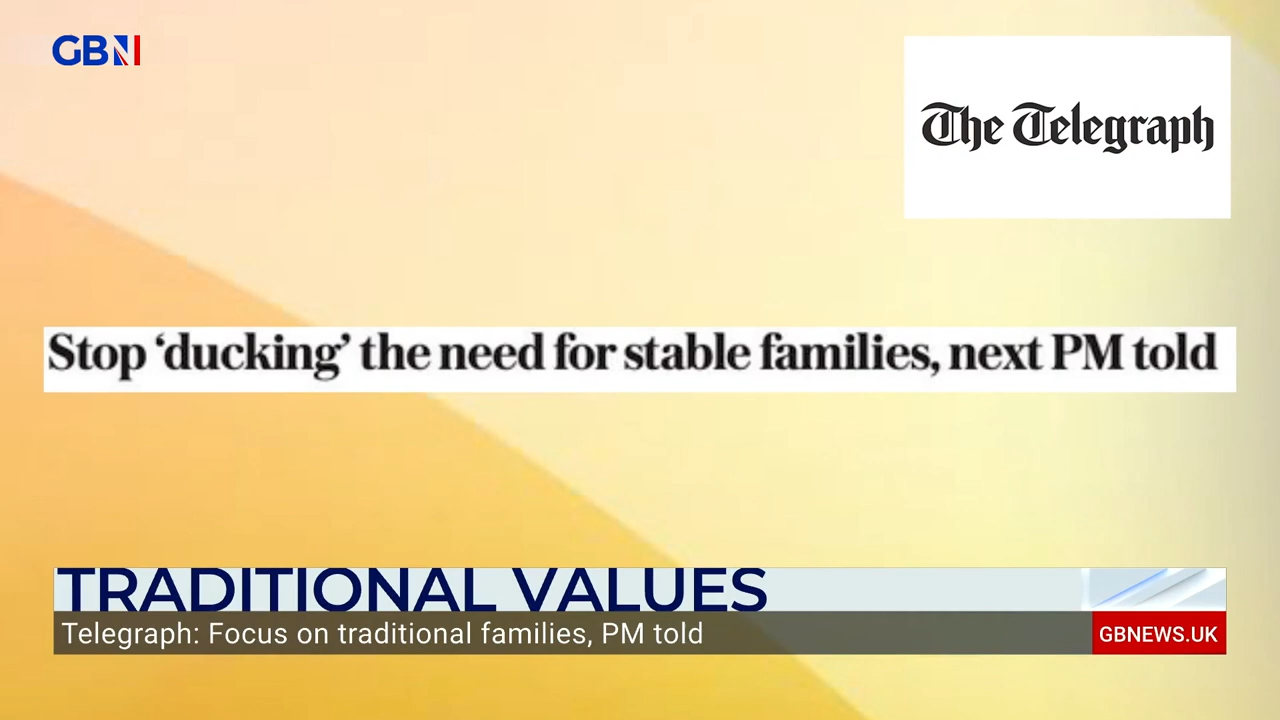 GBN
The Telegraph
Stop ‘ducking’ the need for stable families, next PM told
TRADITIONAL VALUES
Telegraph: Focus on traditional families, PM told
GBNEWS.UK